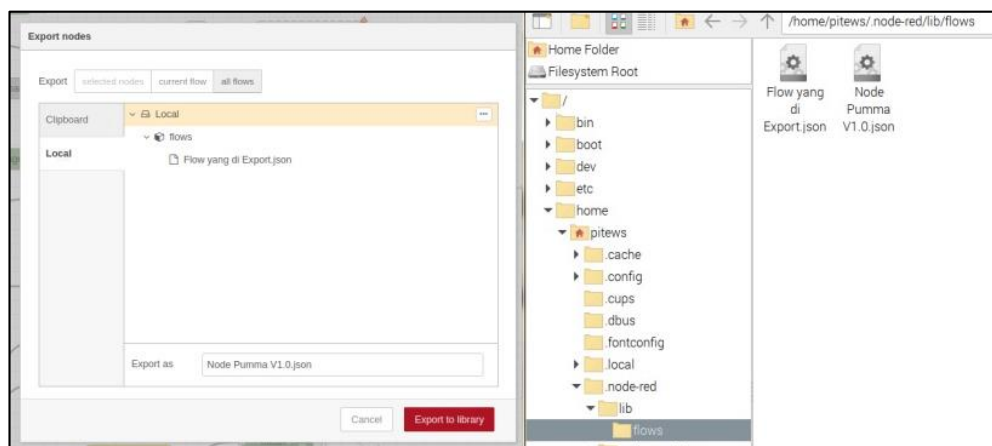 Export nodes
Export selected nodes current flow all flows
Clipboard
Local
Local
flows
Flow yang di Export.json
Export as Node Pumma V1.0.json
Cancel Export to library
/home/pitews/.node-red/lib/flows
Home Folder
Filesystem Root
/
bin
boot
dev
etc
home
pitews
.cache
.config
.cups
.dbus
.fontconfig
.local
.node-red
lib
flows
Flow yang
di
Export.json
Node
Pumma
V1.0.json